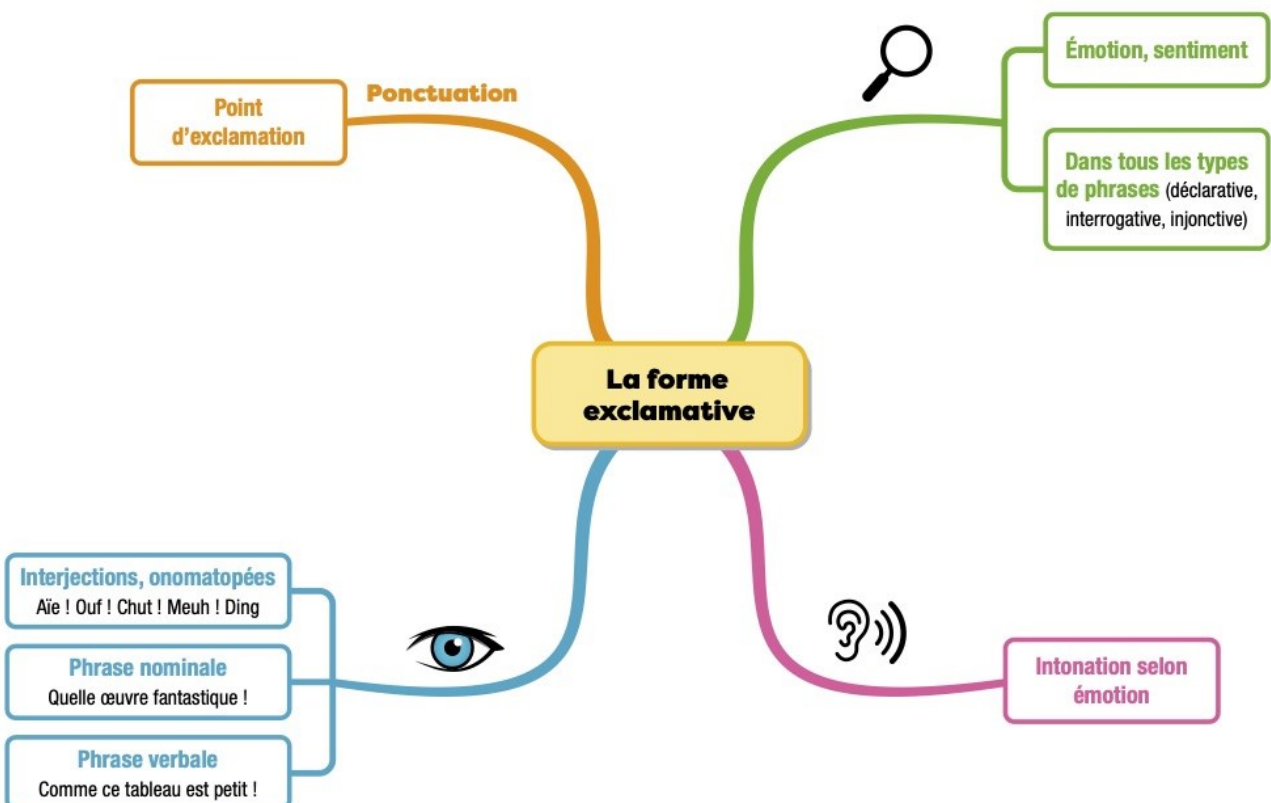 Ponctuation
Point
d'exclamation
Émotion, sentiment
Dans tous les types
de phrases (déclarative,
interrogative, injonctive)
La forme
exclamative
Interjections, onomatopées
Aïe ! Ouf ! Chut ! Meuh ! Ding
Phrase nominale
Quelle œuvre fantastique !
Phrase verbale
Comme ce tableau est petit !
Intonation selon
émotion